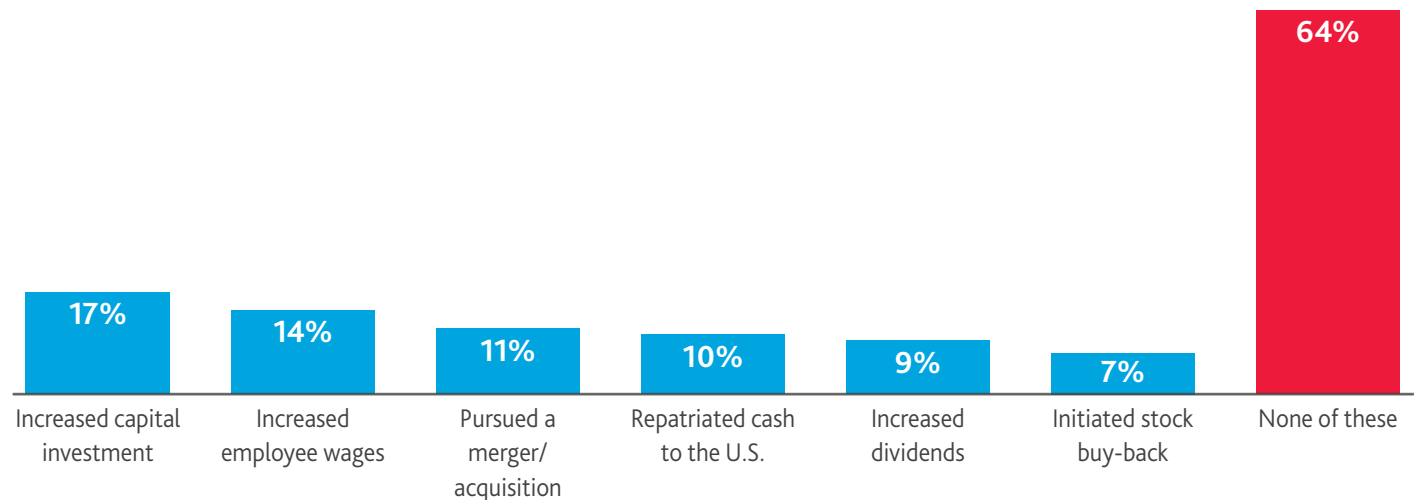 64%
17%
14%
11%
10%
9%
7%
Increased capital
investment
Increased
employee wages
Pursued a
merger/
acquisition
Repatriated cash
to the U.S.
Increased
dividends
Initiated stock
buy-back
None of these